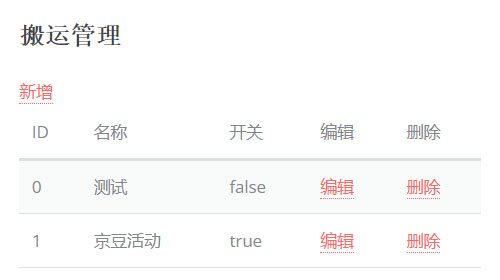 搬运管理
新增
ID 名称 开关 编辑 删除
0 测试 false 编辑 删除
1 京豆活动 true 编辑 删除